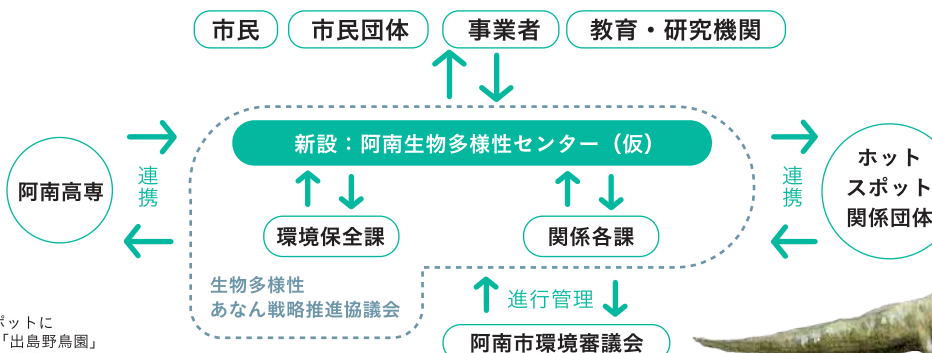 市民
市民団体
事業者
教育・研究機関
新設：阿南生物多様性センター（仮）
阿南高専
連携
連携
ホット
スポット
関係団体
環境保全課
関係各課
生物多様性
あなん戦略推進協議会
進行管理
阿南市環境審議会
ポットに
「出島野鳥園」